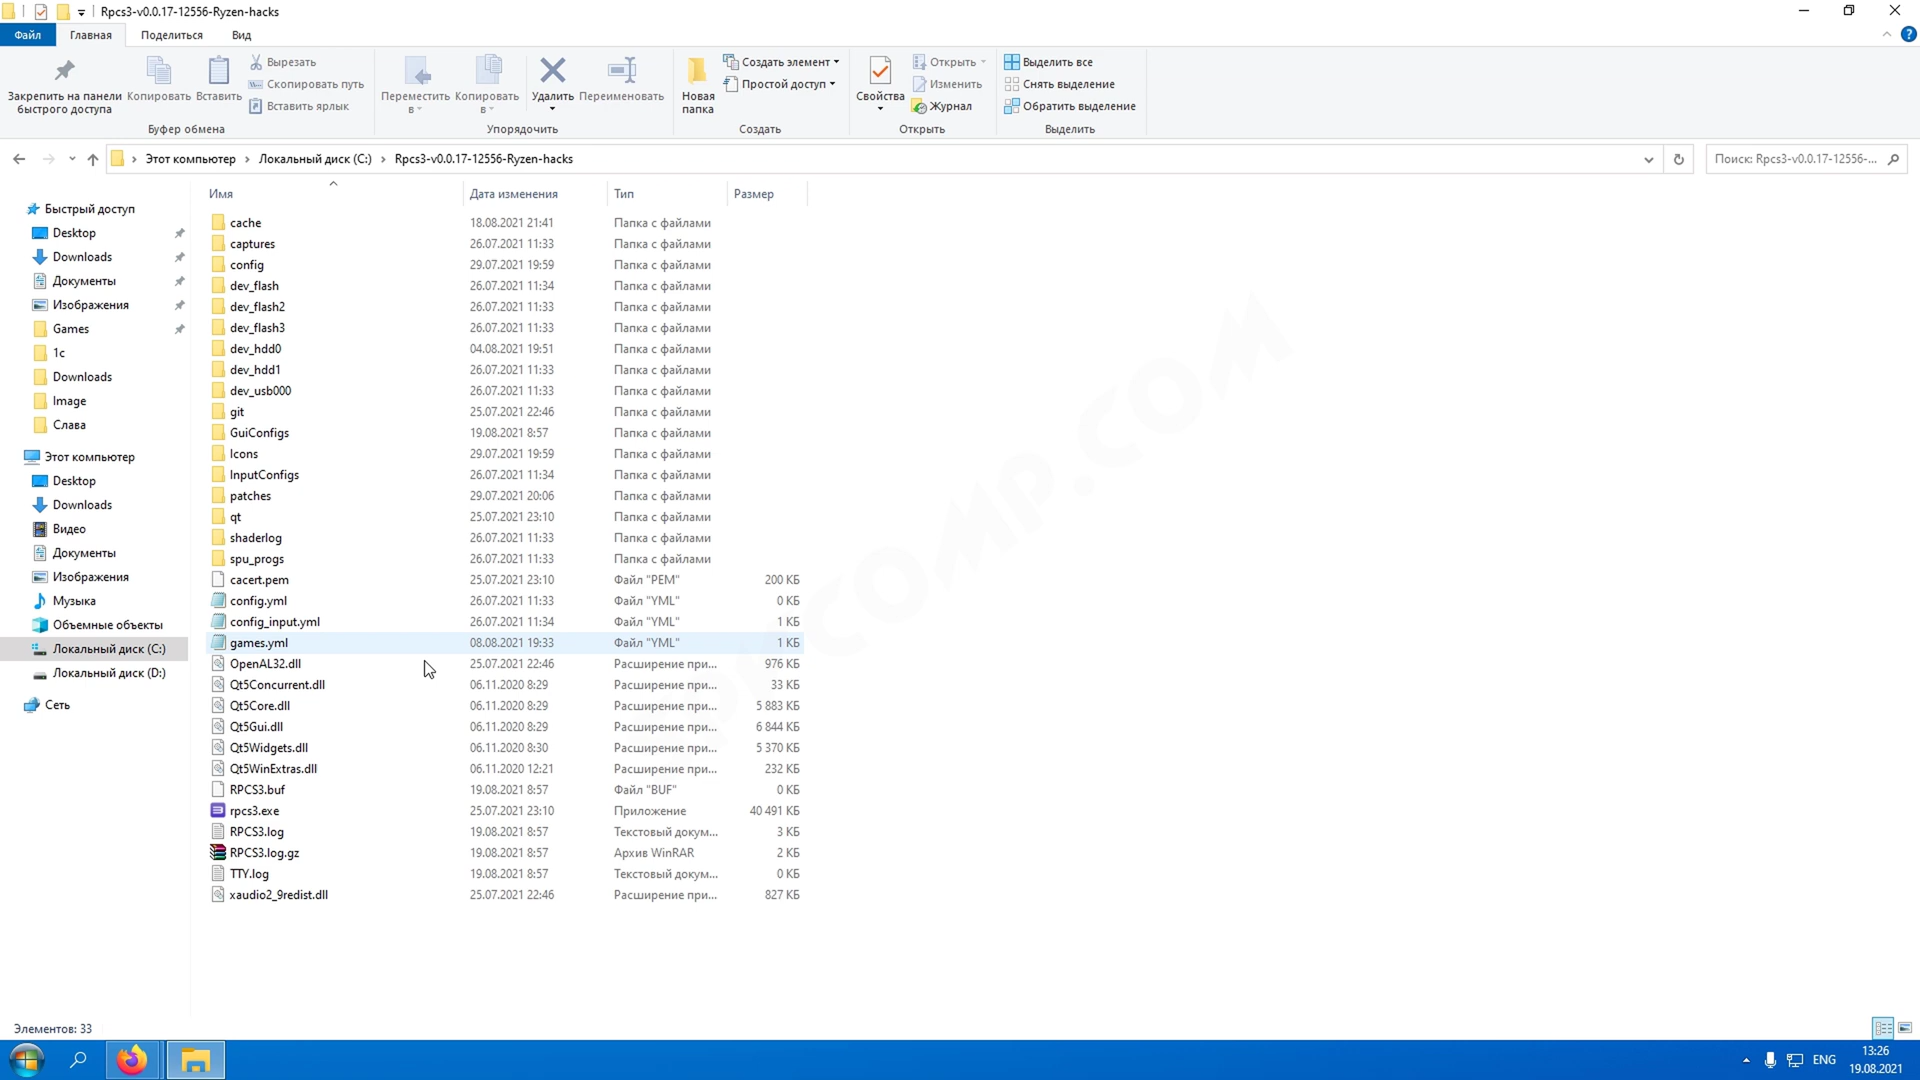 Rpcs3-v0.0.17-12556-Ryzen-hacks
Файл Главная Поделиться Вид
Закрепить на панели быстрого доступа
Копировать
Вставить
Вырезать
Скопировать путь
Вставить ярлык
Буфер обмена
Переместить в
Копировать в
Удалить
Переименовать
Упорядочить
Новая папка
Создать элемент
Простой доступ
Создать
Свойства
Открыть
Изменить
Журнал
Открыть
Выделить все
Снять выделение
Обратить выделение
Выделить
Этот компьютер › Локальный диск (C:) › Rpcs3-v0.0.17-12556-Ryzen-hacks
Поиск: Rpcs3-v0.0.17-12556-...
Быстрый доступ
Desktop
Downloads
Документы
Изображения
Games
1c
Downloads
Image
Слава
Этот компьютер
Desktop
Downloads
Видео
Документы
Изображения
Музыка
Объемные объекты
Локальный диск (C:)
Локальный диск (D:)
Сеть
Имя Дата изменения Тип Размер
cache 18.08.2021 21:41 Папка с файлами
captures 26.07.2021 11:33 Папка с файлами
config 29.07.2021 19:59 Папка с файлами
dev_flash 26.07.2021 11:34 Папка с файлами
dev_flash2 26.07.2021 11:33 Папка с файлами
dev_flash3 26.07.2021 11:33 Папка с файлами
dev_hdd0 04.08.2021 19:51 Папка с файлами
dev_hdd1 26.07.2021 11:33 Папка с файлами
dev_usb000 26.07.2021 11:33 Папка с файлами
git 25.07.2021 22:46 Папка с файлами
GuiConfigs 19.08.2021 8:57 Папка с файлами
Icons 29.07.2021 19:59 Папка с файлами
InputConfigs 26.07.2021 11:34 Папка с файлами
patches 29.07.2021 20:06 Папка с файлами
qt 25.07.2021 23:10 Папка с файлами
shaderlog 26.07.2021 11:33 Папка с файлами
spu_progs 26.07.2021 11:33 Папка с файлами
cacert.pem 25.07.2021 23:10 Файл "PEM" 200 КБ
config.yml 26.07.2021 11:33 Файл "YML" 0 КБ
config_input.yml 26.07.2021 11:34 Файл "YML" 1 КБ
games.yml 08.08.2021 19:33 Файл "YML" 1 КБ
OpenAL32.dll 25.07.2021 22:46 Расширение при... 976 КБ
Qt5Concurrent.dll 06.11.2020 8:29 Расширение при... 33 КБ
Qt5Core.dll 06.11.2020 8:29 Расширение при... 5 883 КБ
Qt5Gui.dll 06.11.2020 8:29 Расширение при... 6 844 КБ
Qt5Widgets.dll 06.11.2020 8:30 Расширение при... 5 370 КБ
Qt5WinExtras.dll 06.11.2020 12:21 Расширение при... 232 КБ
RPCS3.buf 19.08.2021 8:57 Файл "BUF" 0 КБ
rpcs3.exe 25.07.2021 23:10 Приложение 40 491 КБ
RPCS3.log 19.08.2021 8:57 Текстовый докум... 3 КБ
RPCS3.log.gz 19.08.2021 8:57 Архив WinRAR 2 КБ
TTY.log 19.08.2021 8:57 Текстовый докум... 0 КБ
xaudio2_9redist.dll 25.07.2021 22:46 Расширение при... 827 КБ
Элементов: 33
ENG
13:26
19.08.2021